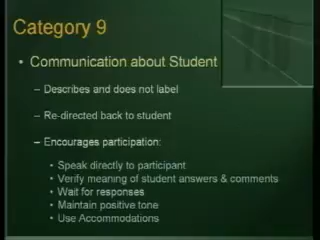 Category 9
• Communication about Student
– Describes and does not label
– Re-directed back to student
– Encourages participation:
• Speak directly to participant
• Verify meaning of student answers & comments
• Wait for responses
• Maintain positive tone
• Use Accommodations